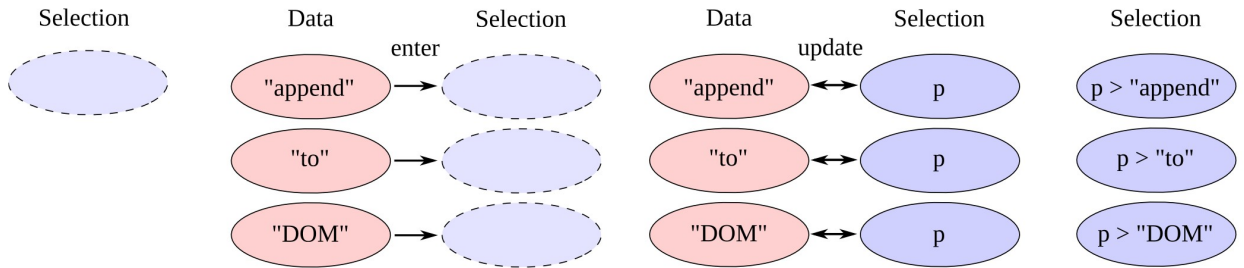 Selection Data Selection Data Selection Selection
enter update
"append" "append" p p > "append"
"to" "to" p p > "to"
"DOM" "DOM" p p > "DOM"